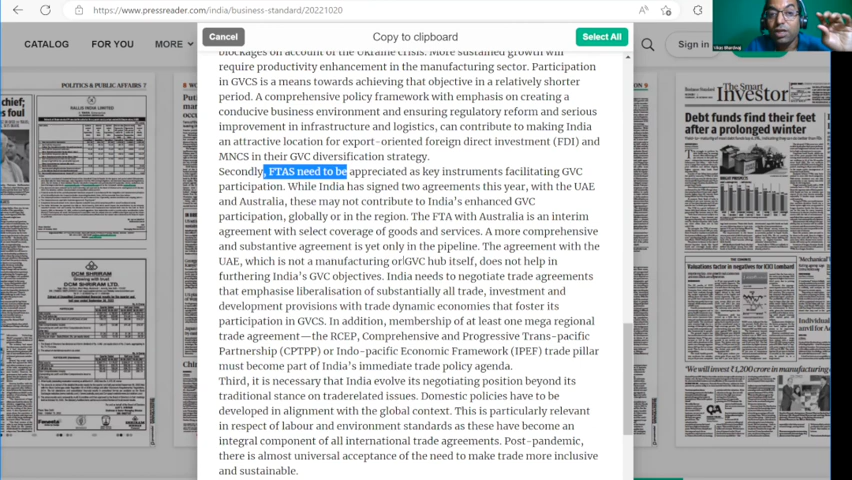 https://www.pressreader.com/india/business-standard/20221020
CATALOG
FOR YOU
MORE
Sign in
Cancel
Copy to clipboard
Select All
blockages on account of the Ukraine crisis. More sustained growth will
require productivity enhancement in the manufacturing sector. Participation
in GVCS is a means towards achieving that objective in a relatively shorter
period. A comprehensive policy framework with emphasis on creating a
conducive business environment and ensuring regulatory reform and serious
improvement in infrastructure and logistics, can contribute to making India
an attractive location for export-oriented foreign direct investment (FDI) and
MNCS in their GVC diversification strategy.
Secondly, FTAS need to be appreciated as key instruments facilitating GVC
participation. While India has signed two agreements this year, with the UAE
and Australia, these may not contribute to India's enhanced GVC
participation, globally or in the region. The FTA with Australia is an interim
agreement with select coverage of goods and services. A more comprehensive
and substantive agreement is yet only in the pipeline. The agreement with the
UAE, which is not a manufacturing or GVC hub itself, does not help in
furthering India's GVC objectives. India needs to negotiate trade agreements
that emphasise liberalisation of substantially all trade, investment and
development provisions with trade dynamic economies that foster its
participation in GVCS. In addition, membership of at least one mega regional
trade agreement—the RCEP, Comprehensive and Progressive Trans-pacific
Partnership (CPTPP) or Indo-pacific Economic Framework (IPEF) trade pillar
must become part of India's immediate trade policy agenda.
Third, it is necessary that India evolve its negotiating position beyond its
traditional stance on traderelated issues. Domestic policies have to be
developed in alignment with the global context. This is particularly relevant
in respect of labour and environment standards as these have become an
integral component of all international trade agreements. Post-pandemic,
there is almost universal acceptance of the need to make trade more inclusive
and sustainable.
POLITICS & PUBLIC AFFAIRS 7
chief;
s foul
DCM SHRIRAM
The Smart
Investor
Debt funds find their feet
after a prolonged winter
Valuation factor in negatives for ICICI Lombard
'Mechanical
Individual
anvil for
We will invest ₹1,200 crore in